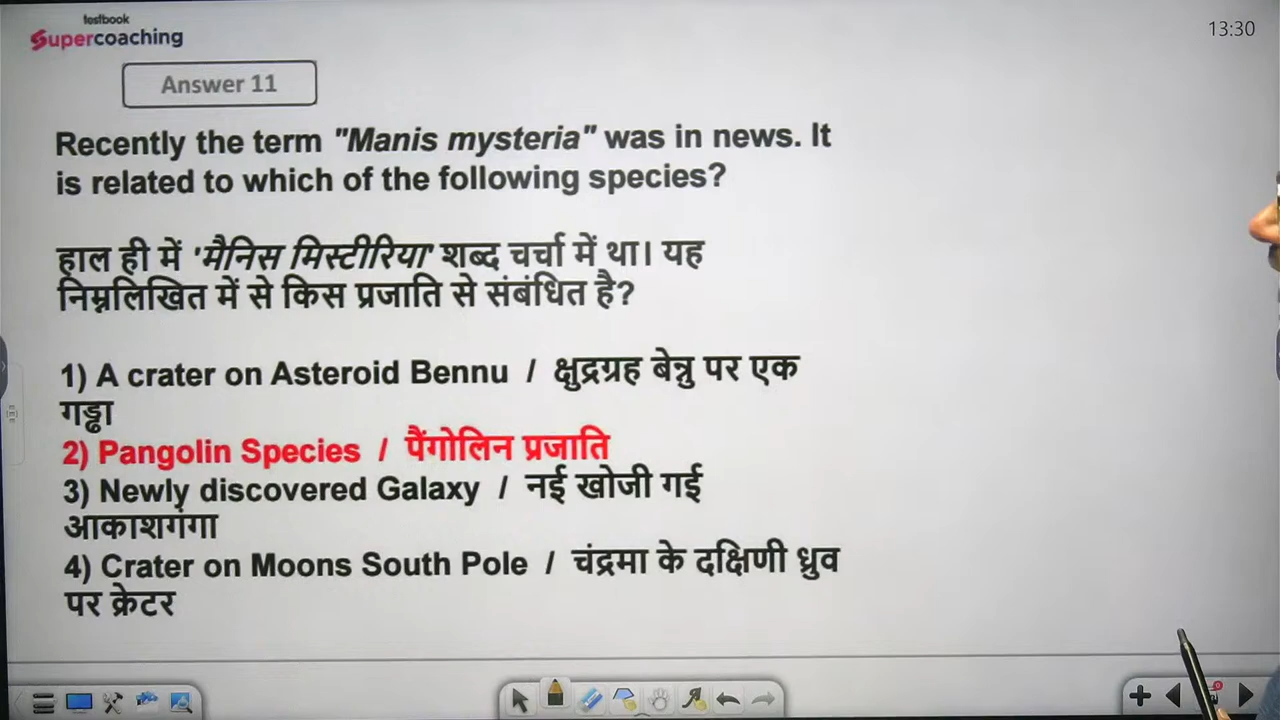 testbook
Supercoaching
13:30
Answer 11
Recently the term "Manis mysteria" was in news. It
is related to which of the following species?
हाल ही में 'मैनिस मिस्टीरिया' शब्द चर्चा में था। यह
निम्नलिखित में से किस प्रजाति से संबंधित है?
1) A crater on Asteroid Bennu / क्षुद्रग्रह बेन्नु पर एक
गड्ढा
2) Pangolin Species / पैंगोलिन प्रजाति
3) Newly discovered Galaxy / नई खोजी गई
आकाशगंगा
4) Crater on Moons South Pole / चंद्रमा के दक्षिणी ध्रुव
पर क्रेटर